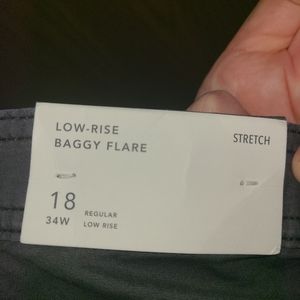 LOW-RISE
BAGGY FLARE
STRETCH
18
34W
REGULAR
LOW RISE